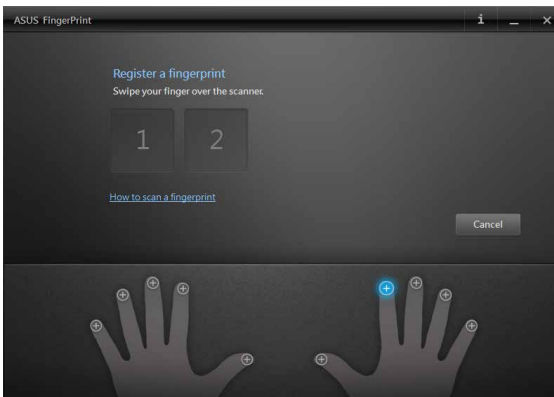 ASUS FingerPrint
Register a fingerprint
Swipe your finger over the scanner.
1 2
How to scan a fingerprint
Cancel